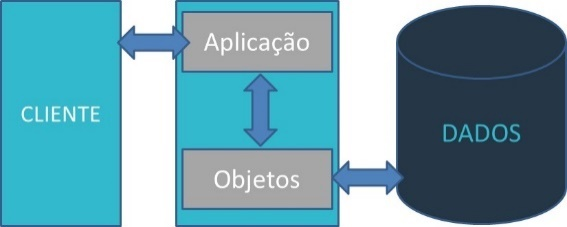 CLIENTE
Aplicação
Objetos
DADOS